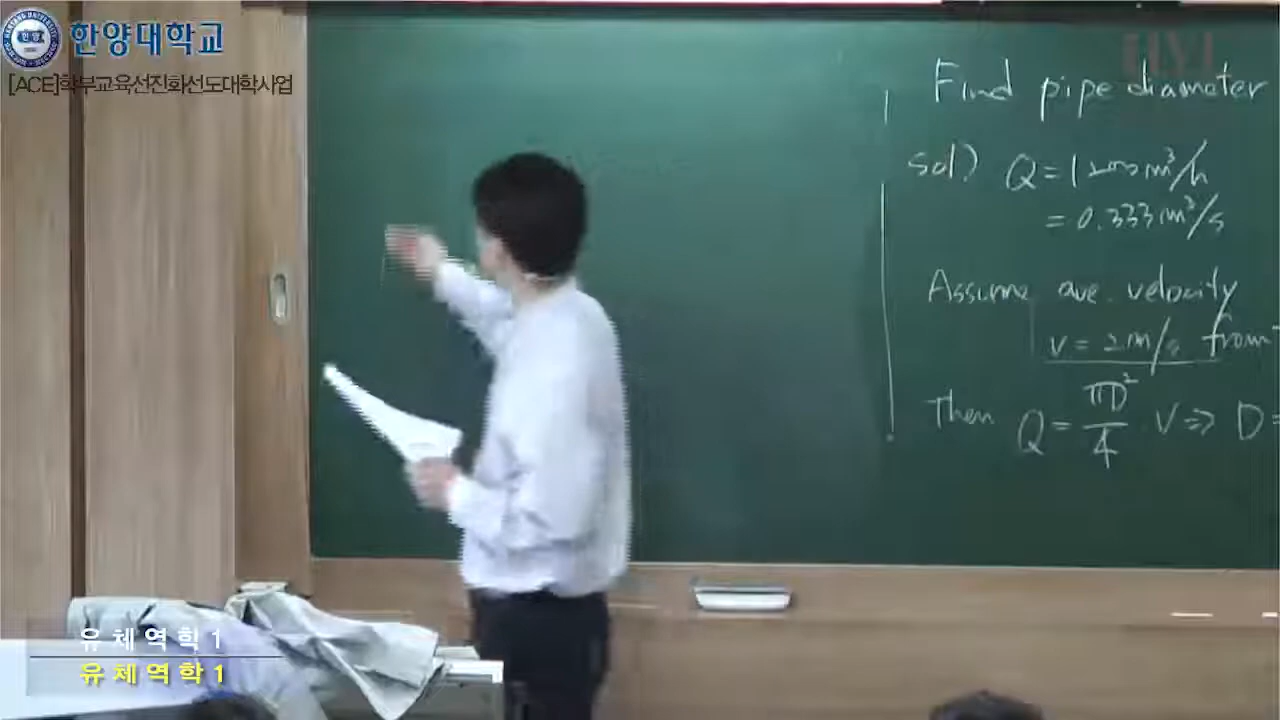 한양대학교
[ACE]학부교육선진화선도대학사업
Find pipe diameter
sol) Q = 1200 m³/h
= 0.333 m³/s
Assume ave. velocity
v = 2 m/s from
Then Q = πD²/4 V ⇒ D =
유체역학1
유체역학1